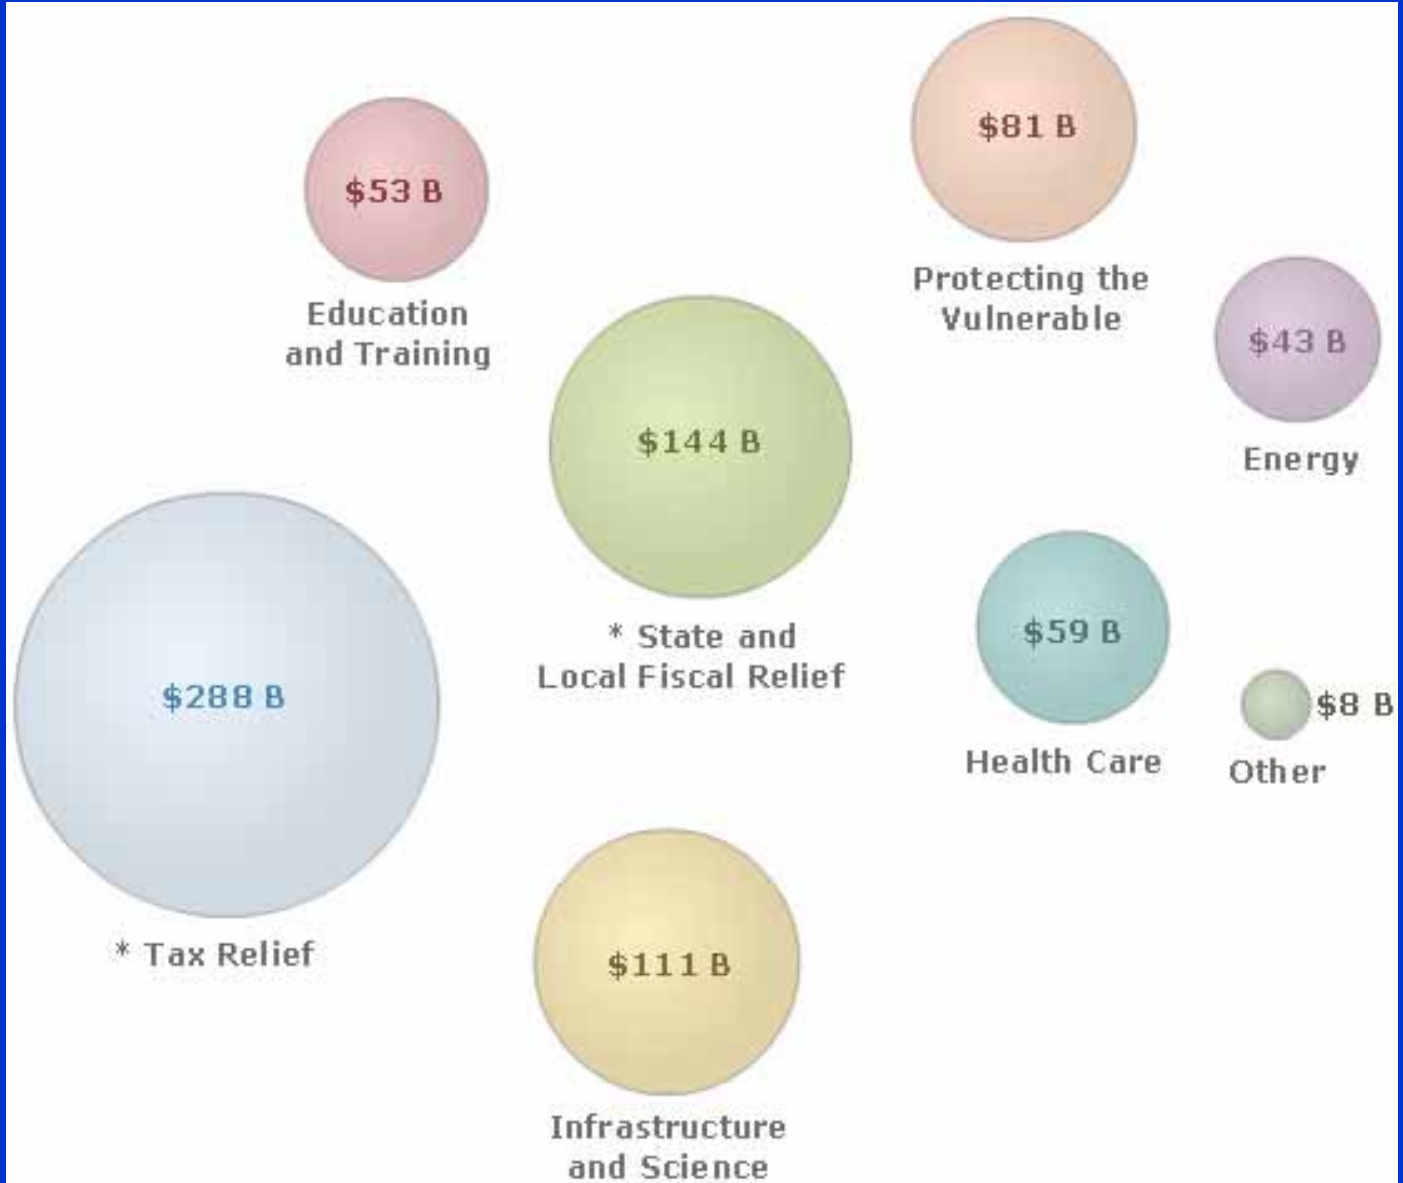 $81 B
Protecting the
Vulnerable
$53 B
Education
and Training
$43 B
Energy
$144 B
* State and
Local Fiscal Relief
$288 B
* Tax Relief
$59 B
Health Care
$8 B
Other
$111 B
Infrastructure
and Science